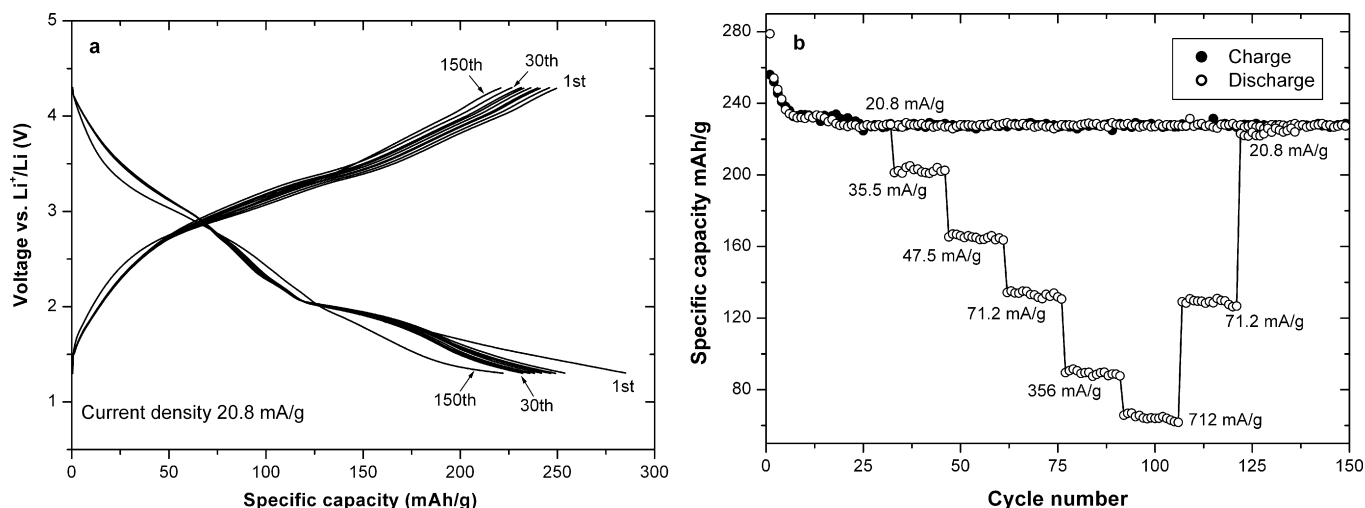 a
Voltage vs. Li⁺/Li (V)
5
4
3
2
1
150th
30th
1st
150th
30th
1st
Current density 20.8 mA/g
0
50
100
150
200
250
300
Specific capacity (mAh/g)
b
Specific capacity mAh/g
280
240
200
160
120
80
Charge
Discharge
20.8 mA/g
35.5 mA/g
47.5 mA/g
71.2 mA/g
356 mA/g
712 mA/g
71.2 mA/g
20.8 mA/g
0
25
50
75
100
125
150
Cycle number